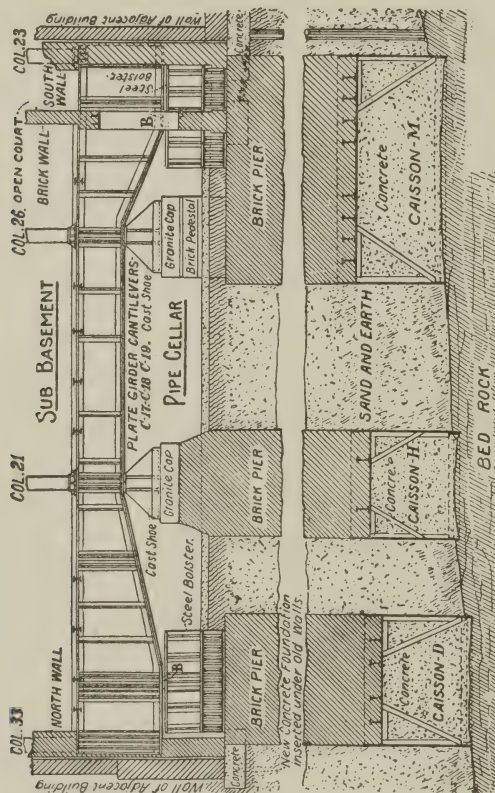 COL.33
COL.21
COL.26.
OPEN COURT
COL.23
NORTH WALL
SUB BASEMENT
BRICK WALL
SOUTH
WALL
Wall of Adjacent Building
Wall of Adjacent Building
Steel
Bolster.
B
B
PLATE GIRDER CANTILEVERS
C-17-C-18 C-19.
Cast Shoe
Cast Shoe
PIPE CELLAR
Steel Bolster.
Granite Cap
Granite Cap
Brick Pedestal
Concrete
Concrete
BRICK PIER
BRICK PIER
BRICK PIER
New Concrete Foundation
inserted under old Walls.
SAND AND EARTH
Concrete
CAISSON D
Concrete
CAISSON H
Concrete
CAISSON-M
BED ROCK